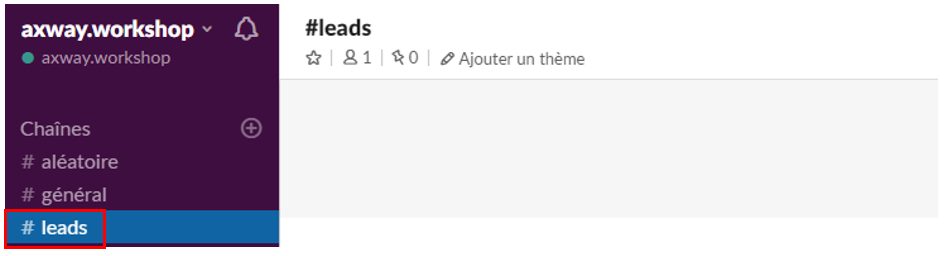 axway.workshop
axway.workshop
Chaînes
# aléatoire
# général
# leads
#leads
1 0 Ajouter un thème